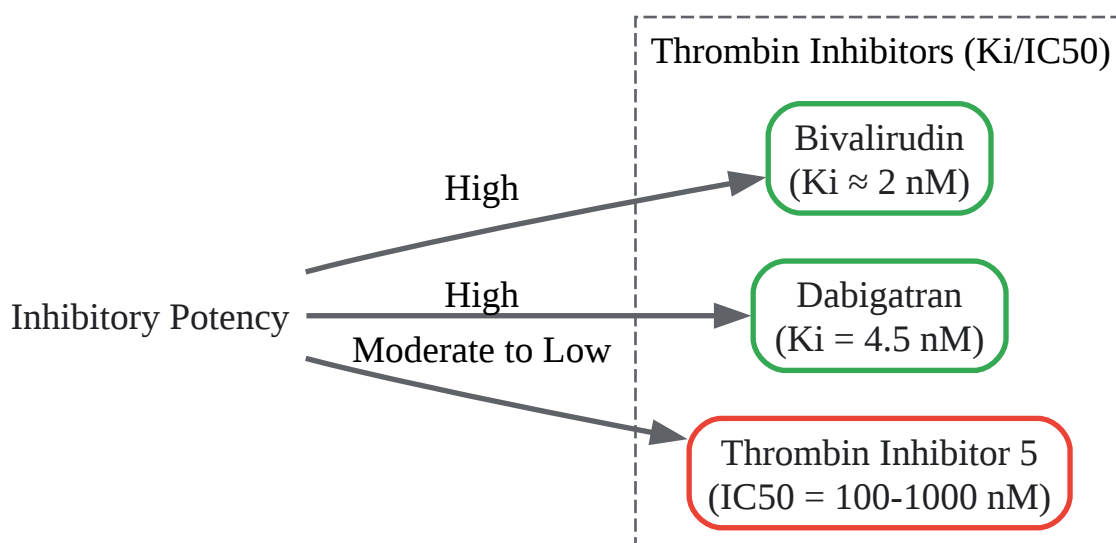 Thrombin Inhibitors (Ki/IC50)
Bivalirudin
(Ki ≈ 2 nM)
High
Dabigatran
(Ki = 4.5 nM)
High
Inhibitory Potency
Moderate to Low
Thrombin Inhibitor 5
(IC50 = 100-1000 nM)